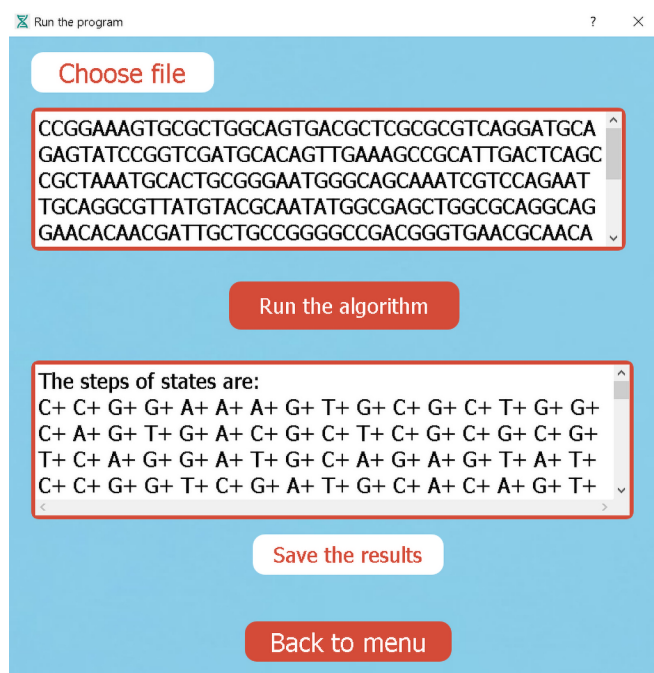 Run the program
?
Choose file
CCGGAAAGTGCGCTGGCAGTGACGCTCGCGCGTCAGGATGCA
GAGTATCCGGTCGATGCACAGTTGAAAGCCGCATTGACTCAGC
CGCTAAATGCACTGCGGGAATGGGCAGCAAATCGTCCAGAAT
TGCAGGCGTTATGTACGCAATATGGCGAGCTGGCGCAGGCAG
GAACACAACGATTGCTGCCGGGGCCGACGGGTGAACGCAACA
Run the algorithm
The steps of states are:
C+ C+ G+ G+ A+ A+ A+ G+ T+ G+ C+ G+ C+ T+ G+ G+
C+ A+ G+ T+ G+ A+ C+ G+ C+ T+ C+ G+ C+ G+ C+ G+
T+ C+ A+ G+ G+ A+ T+ G+ C+ A+ G+ A+ G+ T+ A+ T+
C+ C+ G+ G+ T+ C+ G+ A+ T+ G+ C+ A+ C+ A+ G+ T+
Save the results
Back to menu